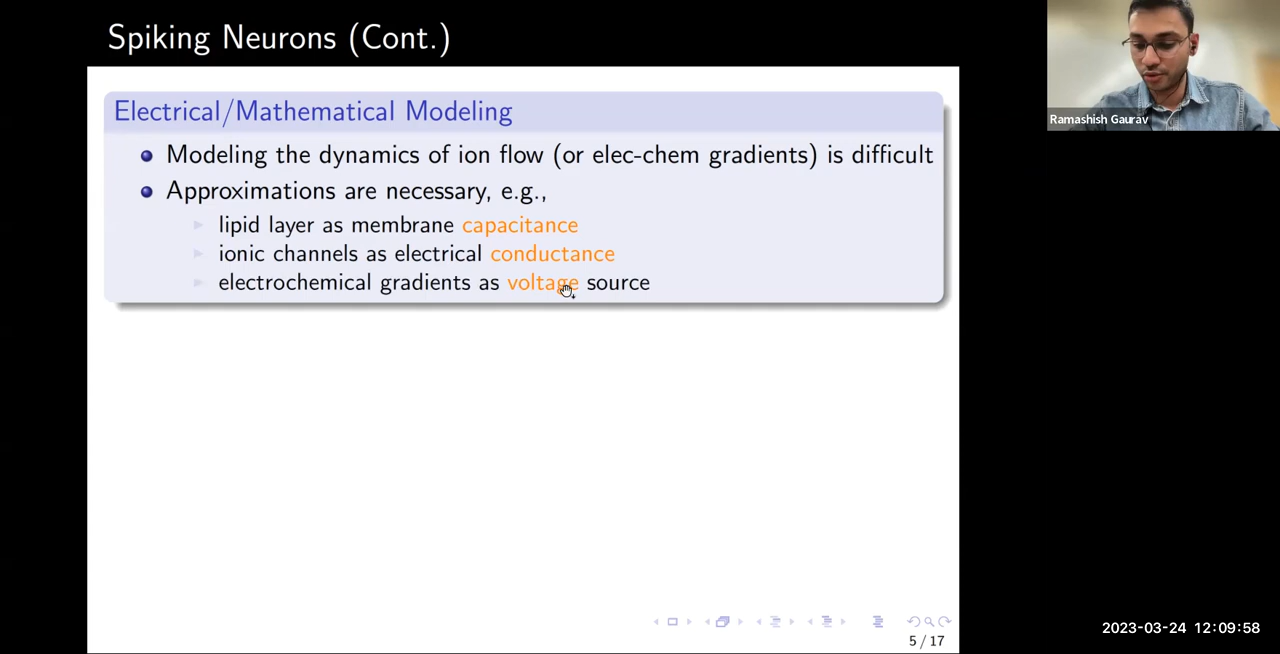 Spiking Neurons (Cont.)
Ramashish Gaurav
Electrical/Mathematical Modeling
Modeling the dynamics of ion flow (or elec-chem gradients) is difficult
Approximations are necessary, e.g.,
lipid layer as membrane capacitance
ionic channels as electrical conductance
electrochemical gradients as voltage source
5 / 17
2023-03-24 12:09:58